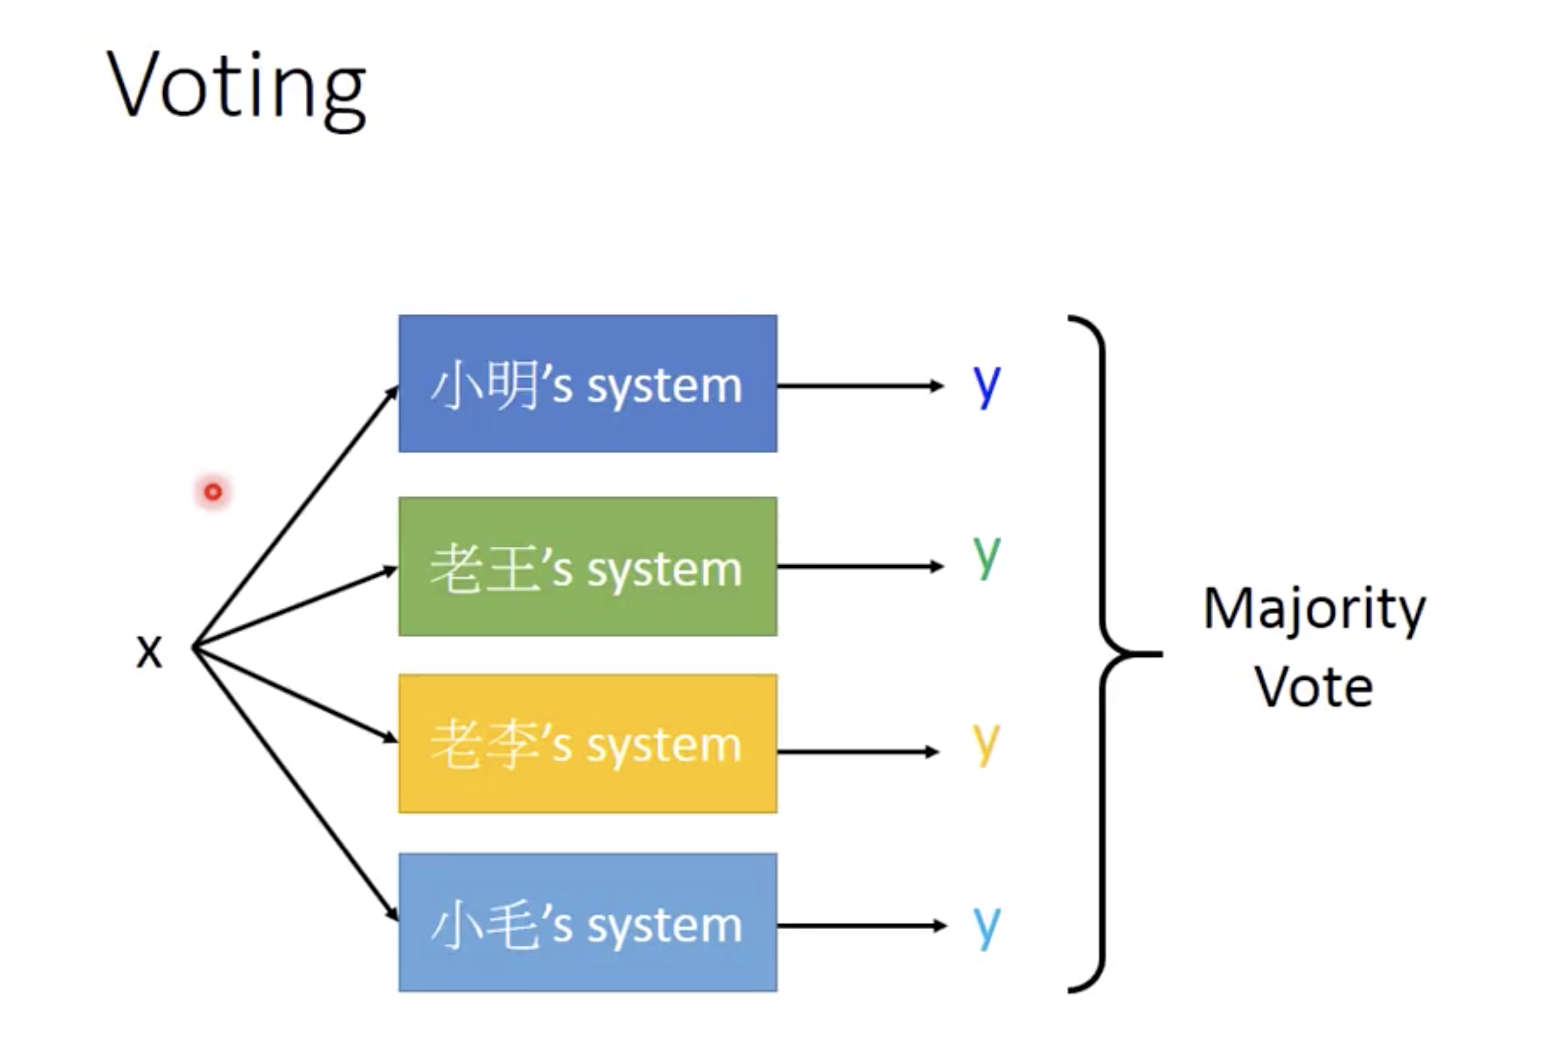 Voting
x
小明’s system
y
老王’s system
y
老李’s system
y
小毛’s system
y
Majority
Vote